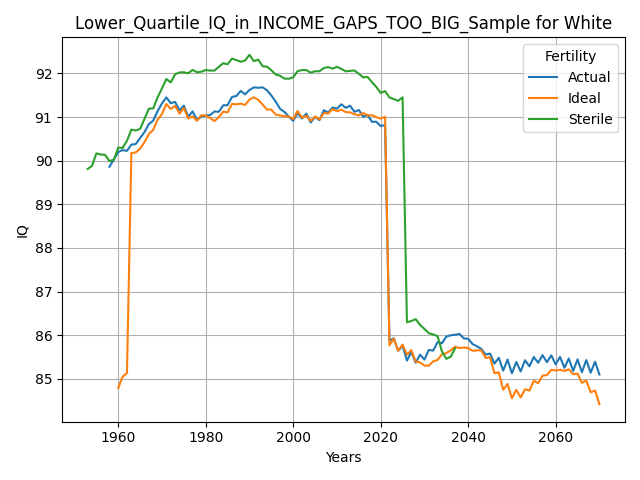 Lower_Quartile_IQ_in_INCOME_GAPS_TOO_BIG_Sample for White
Fertility
Actual
Ideal
Sterile
IQ
92
91
90
89
88
87
86
85
1960
1980
2000
2020
2040
2060
Years